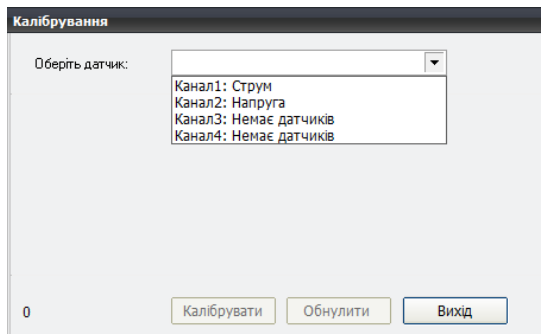 Калібрування
Оберіть датчик:
Канал1: Струм
Канал2: Напруга
Канал3: Немає датчиків
Канал4: Немає датчиків
0 Калібрувати Обнулити Вихід